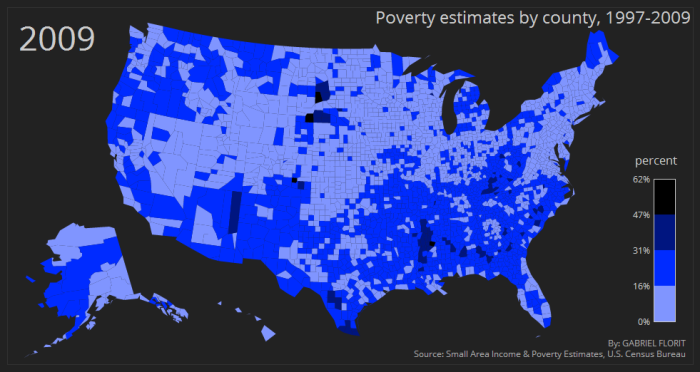 Poverty estimates by county, 1997-2009
2009
percent
62%
47%
31%
16%
0%
By: GABRIEL FLORIT
Source: Small Area Income & Poverty Estimates, U.S. Census Bureau